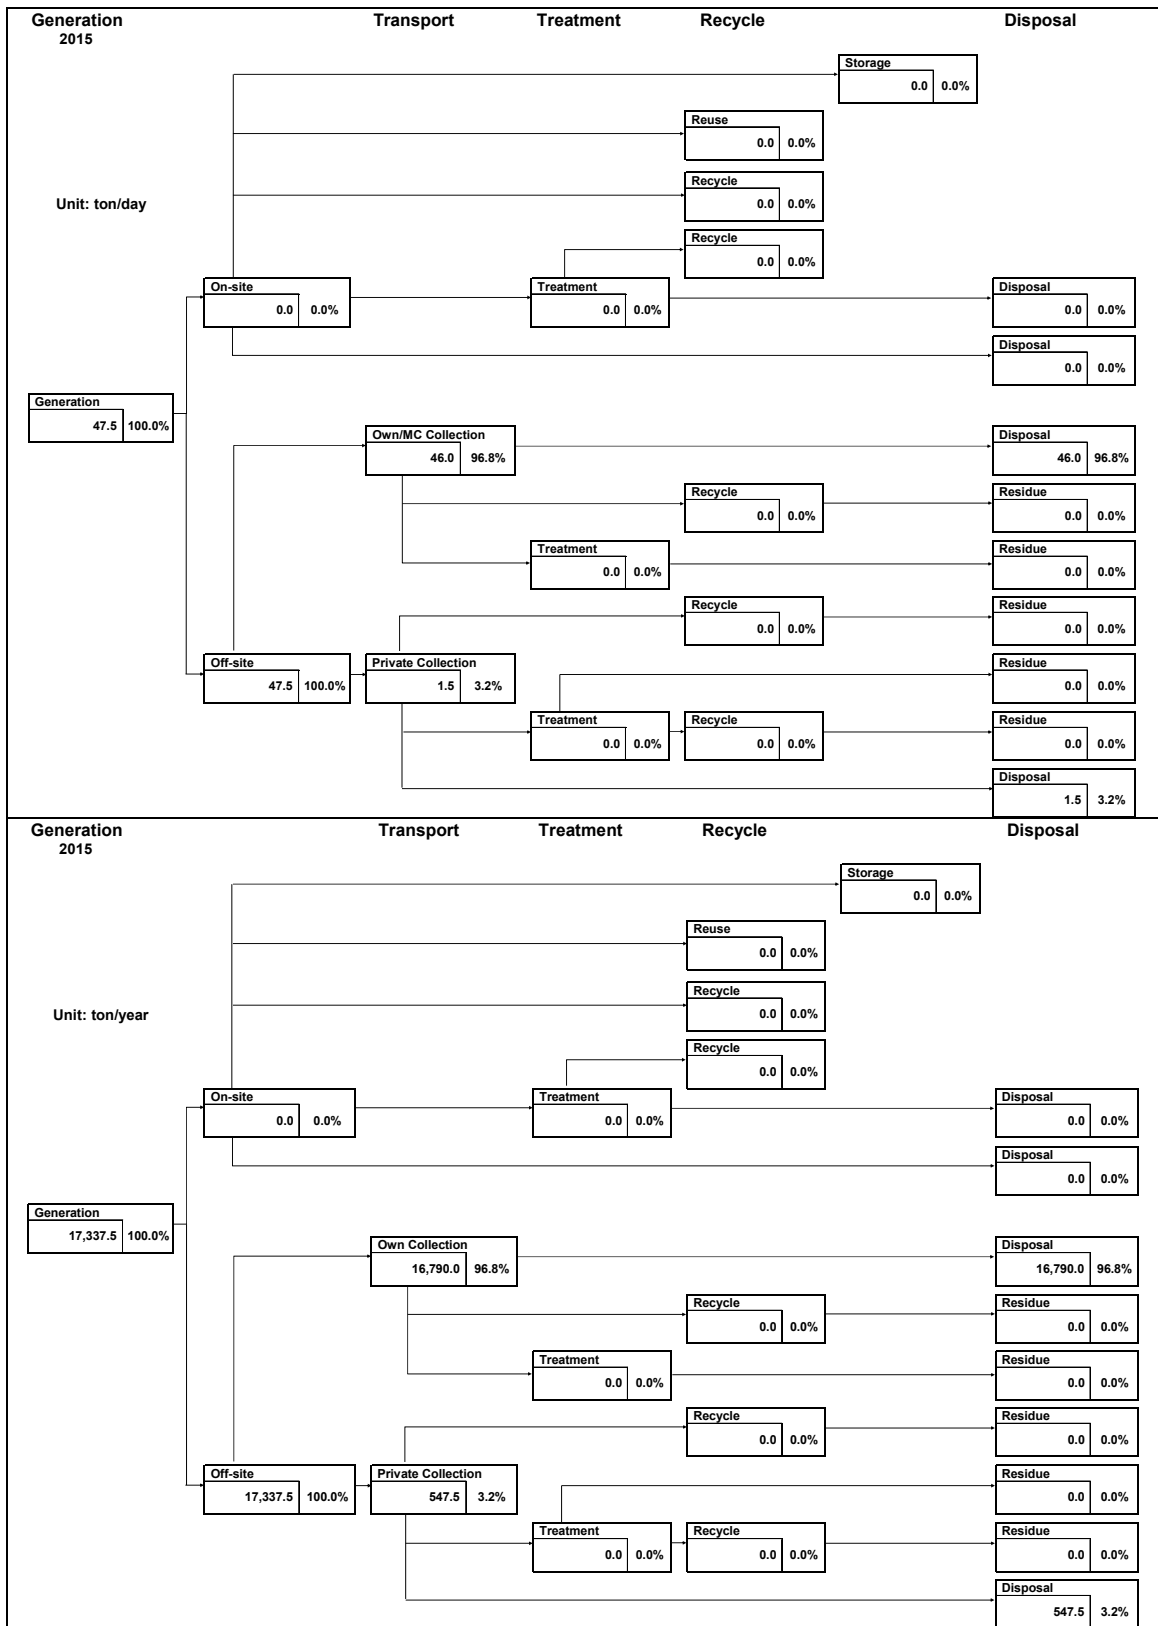 Generation Transport Treatment Recycle Disposal
2015
Storage
0.0 0.0%
Reuse
0.0 0.0%
Recycle
Unit: ton/day
0.0 0.0%
Recycle
0.0 0.0%
On-site Treatment Disposal
0.0 0.0% 0.0 0.0% 0.0 0.0%
Disposal
0.0 0.0%
Generation
47.5 100.0%
Own/MC Collection Disposal
46.0 96.8% 46.0 96.8%
Recycle Residue
0.0 0.0% 0.0 0.0%
Treatment Residue
0.0 0.0% 0.0 0.0%
Recycle Residue
0.0 0.0% 0.0 0.0%
Off-site Private Collection Residue
47.5 100.0% 1.5 3.2% 0.0 0.0%
Treatment Recycle Residue
0.0 0.0% 0.0 0.0% 0.0 0.0%
Disposal
1.5 3.2%
Generation Transport Treatment Recycle Disposal
2015
Storage
0.0 0.0%
Reuse
0.0 0.0%
Recycle
Unit: ton/year
0.0 0.0%
Recycle
0.0 0.0%
On-site Treatment Disposal
0.0 0.0% 0.0 0.0% 0.0 0.0%
Disposal
0.0 0.0%
Generation
17,337.5 100.0%
Own Collection Disposal
16,790.0 96.8% 16,790.0 96.8%
Recycle Residue
0.0 0.0% 0.0 0.0%
Treatment Residue
0.0 0.0% 0.0 0.0%
Recycle Residue
0.0 0.0% 0.0 0.0%
Off-site Private Collection Residue
17,337.5 100.0% 547.5 3.2% 0.0 0.0%
Treatment Recycle Residue
0.0 0.0% 0.0 0.0% 0.0 0.0%
Disposal
547.5 3.2%